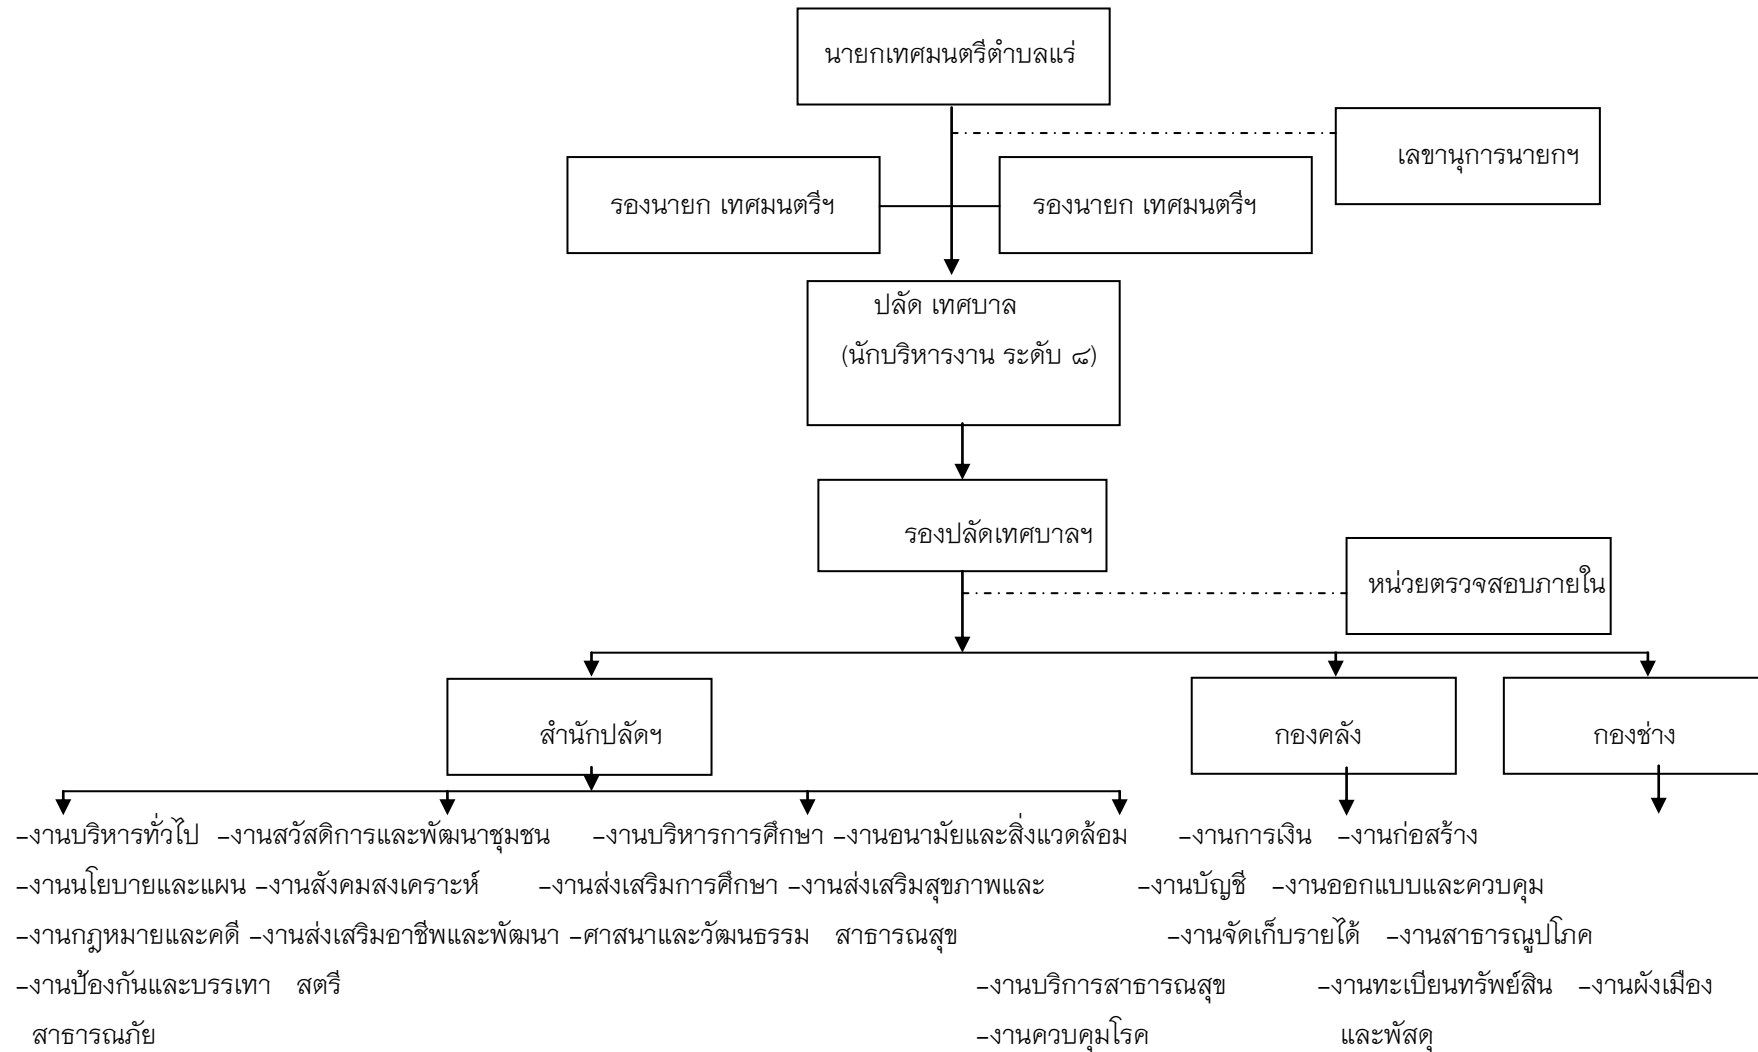 นายกเทศมนตรีตำบลแร่
เลขานุการนายกฯ
รองนายก เทศมนตรีฯ
รองนายก เทศมนตรีฯ
ปลัด เทศบาล
(นักบริหารงาน ระดับ ๘)
รองปลัดเทศบาลฯ
หน่วยตรวจสอบภายใน
สำนักปลัดฯ
กองคลัง
กองช่าง
-งานบริหารทั่วไป -งานสวัสดิการและพัฒนาชุมชน -งานบริหารการศึกษา -งานอนามัยและสิ่งแวดล้อม -งานการเงิน -งานก่อสร้าง
-งานนโยบายและแผน -งานสังคมสงเคราะห์ -งานส่งเสริมการศึกษา -งานส่งเสริมสุขภาพและ -งานบัญชี -งานออกแบบและควบคุม
-งานกฎหมายและคดี -งานส่งเสริมอาชีพและพัฒนา -ศาสนาและวัฒนธรรม สาธารณสุข -งานจัดเก็บรายได้ -งานสาธารณูปโภค
-งานป้องกันและบรรเทา สตรี -งานบริการสาธารณสุข -งานทะเบียนทรัพย์สิน -งานผังเมือง
สาธารณภัย -งานควบคุมโรค และพัสดุ